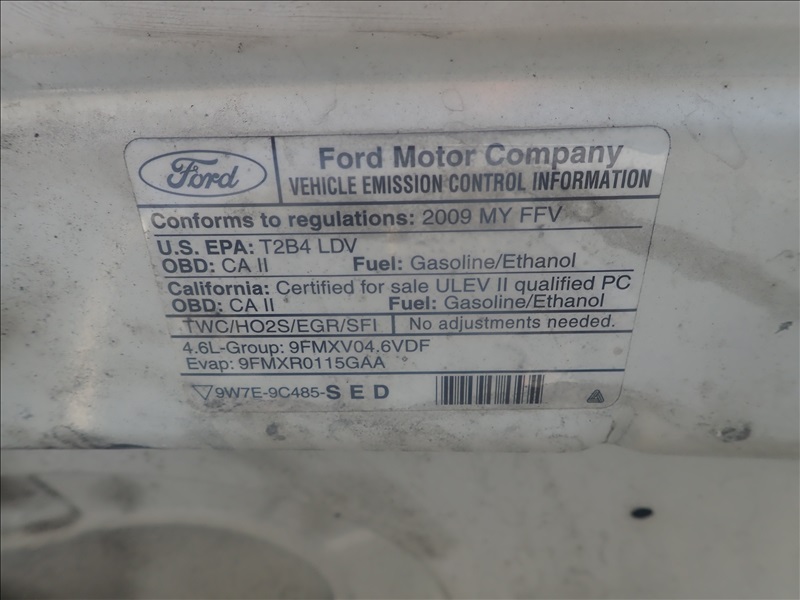 Ford
Ford Motor Company
VEHICLE EMISSION CONTROL INFORMATION
Conforms to regulations: 2009 MY FFV
U.S. EPA: T2B4 LDV
OBD: CA II Fuel: Gasoline/Ethanol
California: Certified for sale ULEV II qualified PC
OBD: CA II Fuel: Gasoline/Ethanol
TWC/HO2S/EGR/SFI No adjustments needed.
4.6L-Group: 9FMXV04.6VDF
Evap: 9FMXR0115GAA
9W7E-9C485-SED